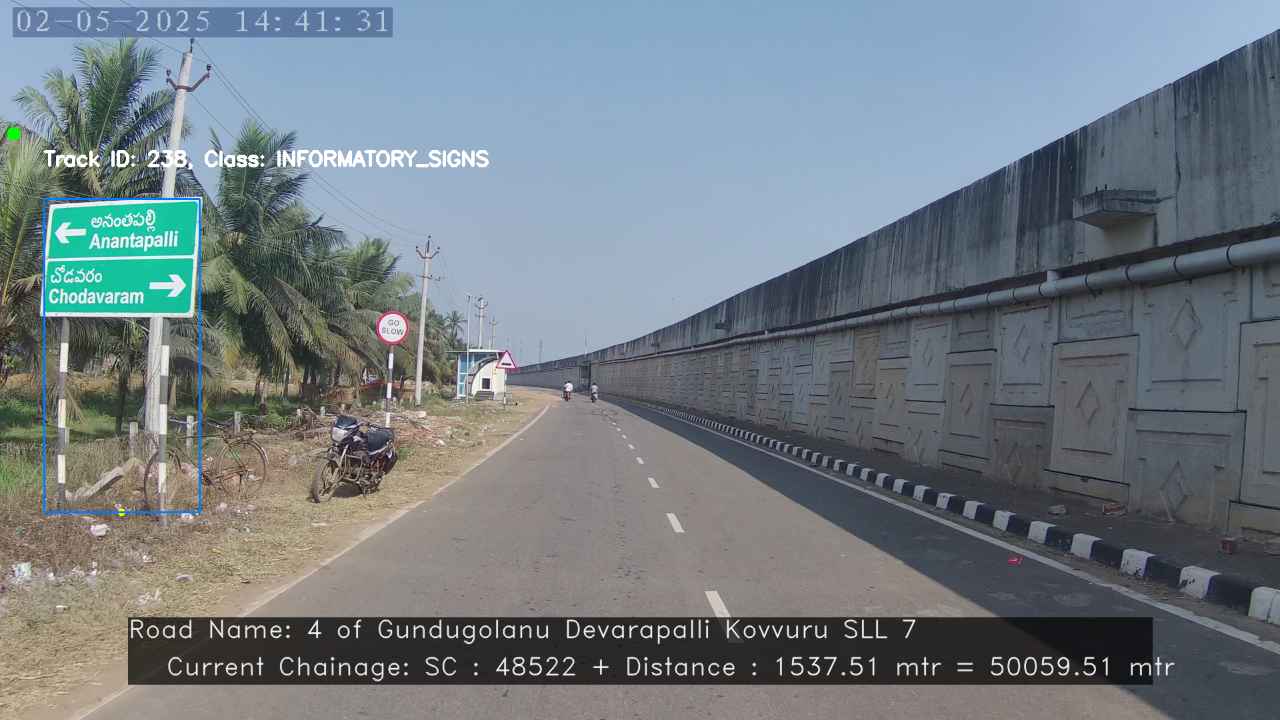 02-05-2025 14:41:31
Track ID: 238, Class: INFORMATORY_SIGNS
అనంతపల్లి
Anantapalli
చోడవరం
Chodavaram
GO
SLOW
Road Name: 4 of Gundugolanu Devarapalli Kovvuru SLL 7
Current Chainage: SC : 48522 + Distance : 1537.51 mtr = 50059.51 mtr